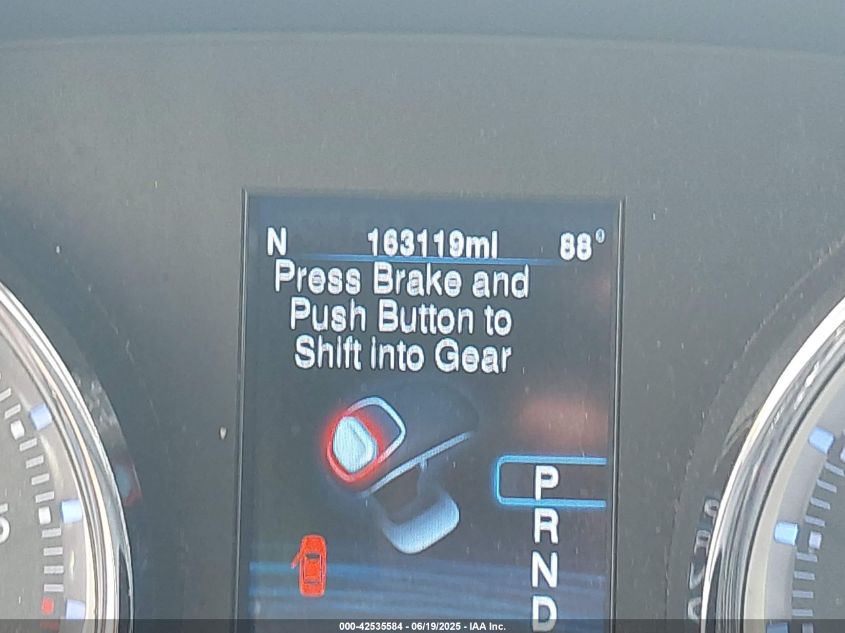 N 163119mi 88°
Press Brake and
Push Button to
Shift into Gear
P
R
N
D
000-42535584 - 06/19/2025 - IAA Inc.